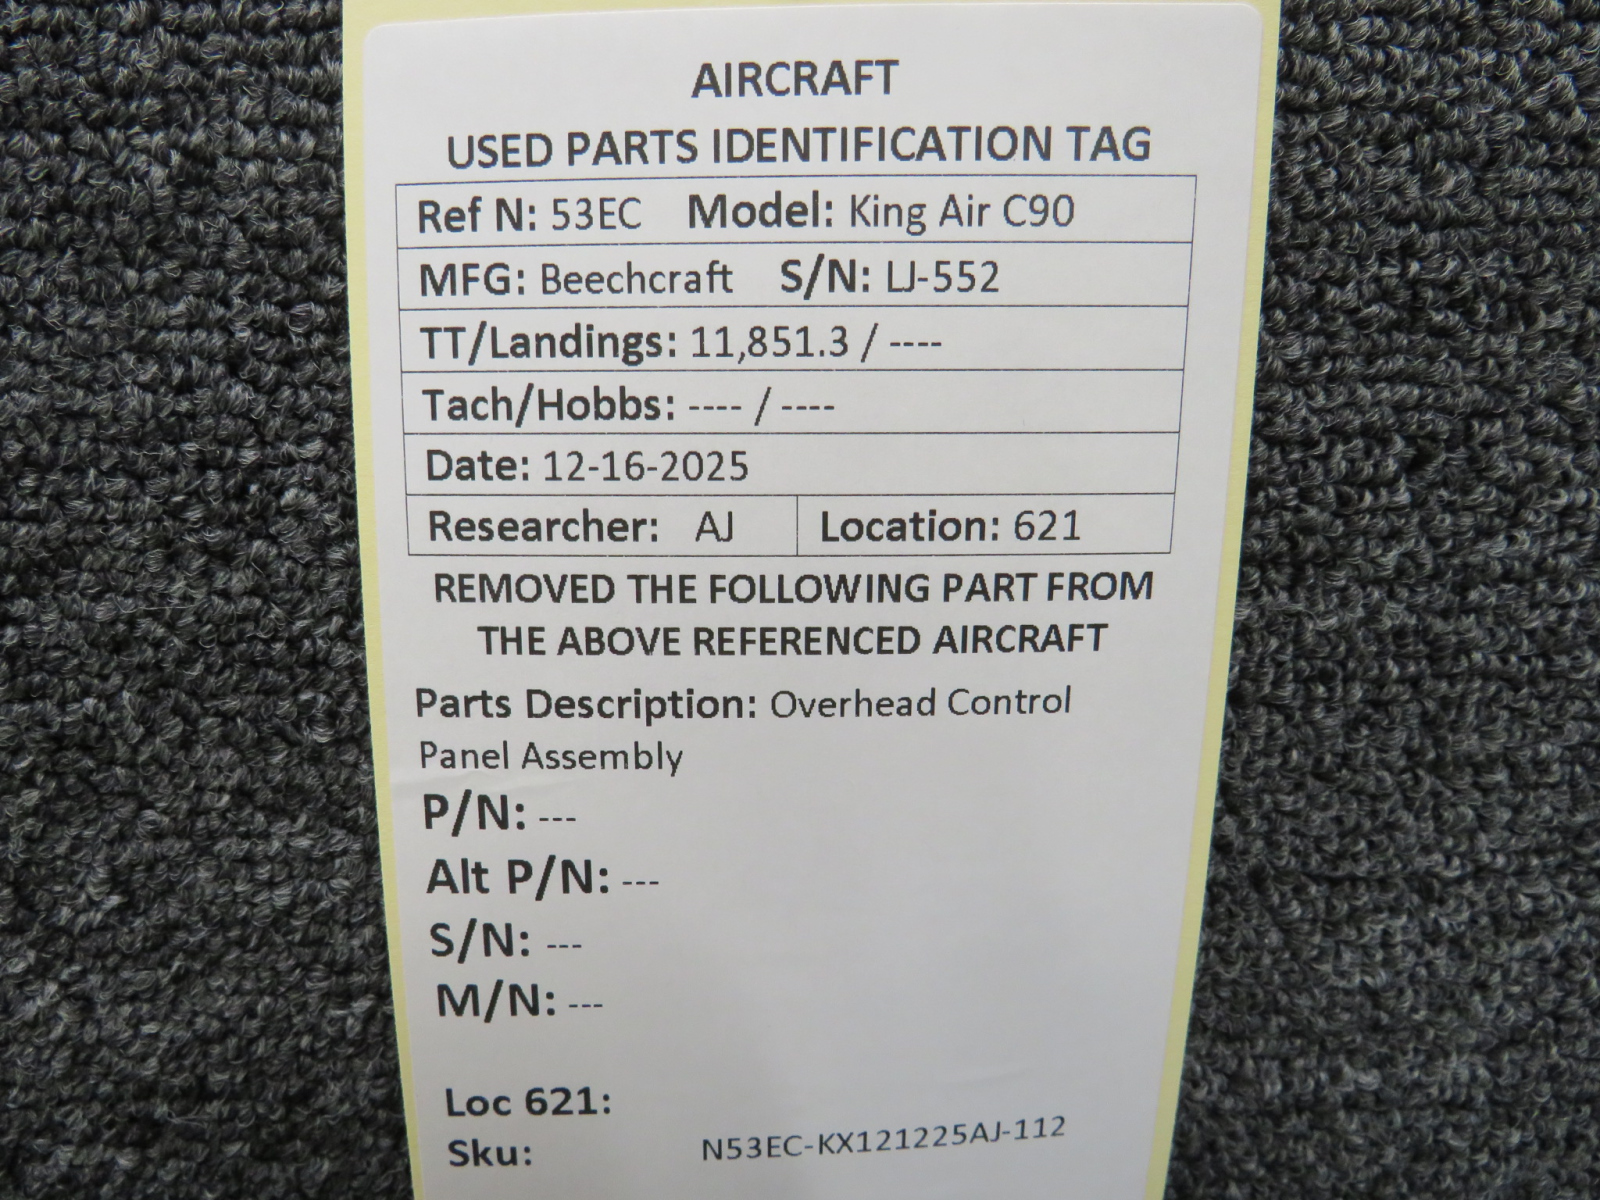 AIRCRAFT
USED PARTS IDENTIFICATION TAG
Ref N: 53EC Model: King Air C90
MFG: Beechcraft S/N: LJ-552
TT/Landings: 11,851.3 / ----
Tach/Hobbs: ---- / ----
Date: 12-16-2025
Researcher: AJ Location: 621
REMOVED THE FOLLOWING PART FROM
THE ABOVE REFERENCED AIRCRAFT
Parts Description: Overhead Control
Panel Assembly
P/N: ---
Alt P/N: ---
S/N: ---
M/N: ---
Loc 621:
Sku: N53EC-KX121225AJ-112